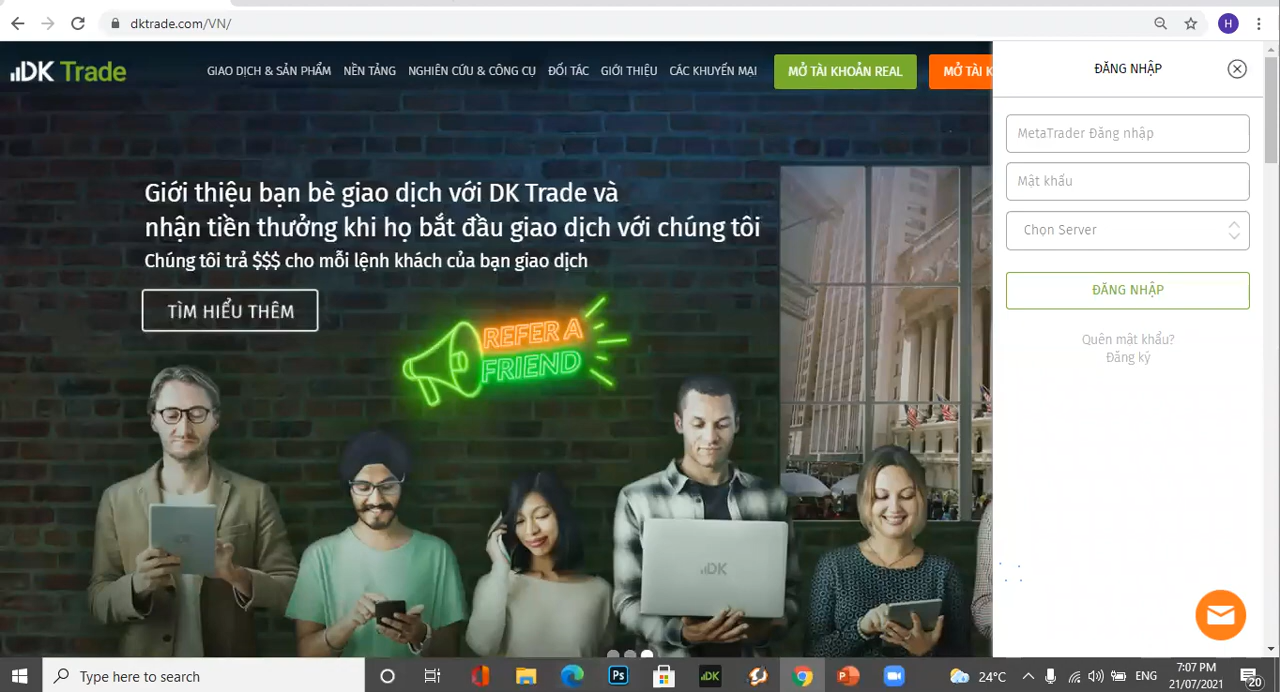 dktrade.com/VN/
H
DK Trade
GIAO DỊCH & SẢN PHẨM
NỀN TẢNG
NGHIÊN CỨU & CÔNG CỤ
ĐỐI TÁC
GIỚI THIỆU
CÁC KHUYẾN MẠI
MỞ TÀI KHOẢN REAL
MỞ TÀI K
ĐĂNG NHẬP
MetaTrader Đăng nhập
Mật khẩu
Chọn Server
ĐĂNG NHẬP
Quên mật khẩu?
Đăng ký
Giới thiệu bạn bè giao dịch với DK Trade và
nhận tiền thưởng khi họ bắt đầu giao dịch với chúng tôi
Chúng tôi trả $$$ cho mỗi lệnh khách của bạn giao dịch
TÌM HIỂU THÊM
REFER A
FRIEND
DK
Type here to search
Ps
DK
24°C
ENG
7:07 PM
21/07/2021
20